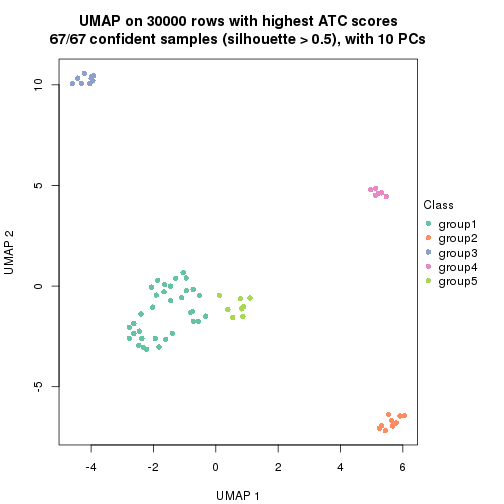 UMAP on 30000 rows with highest ATC scores
67/67 confident samples (silhouette > 0.5), with 10 PCs
10
5
0
-5
UMAP 2
-4
-2
0
2
4
6
UMAP 1
Class
group1
group2
group3
group4
group5